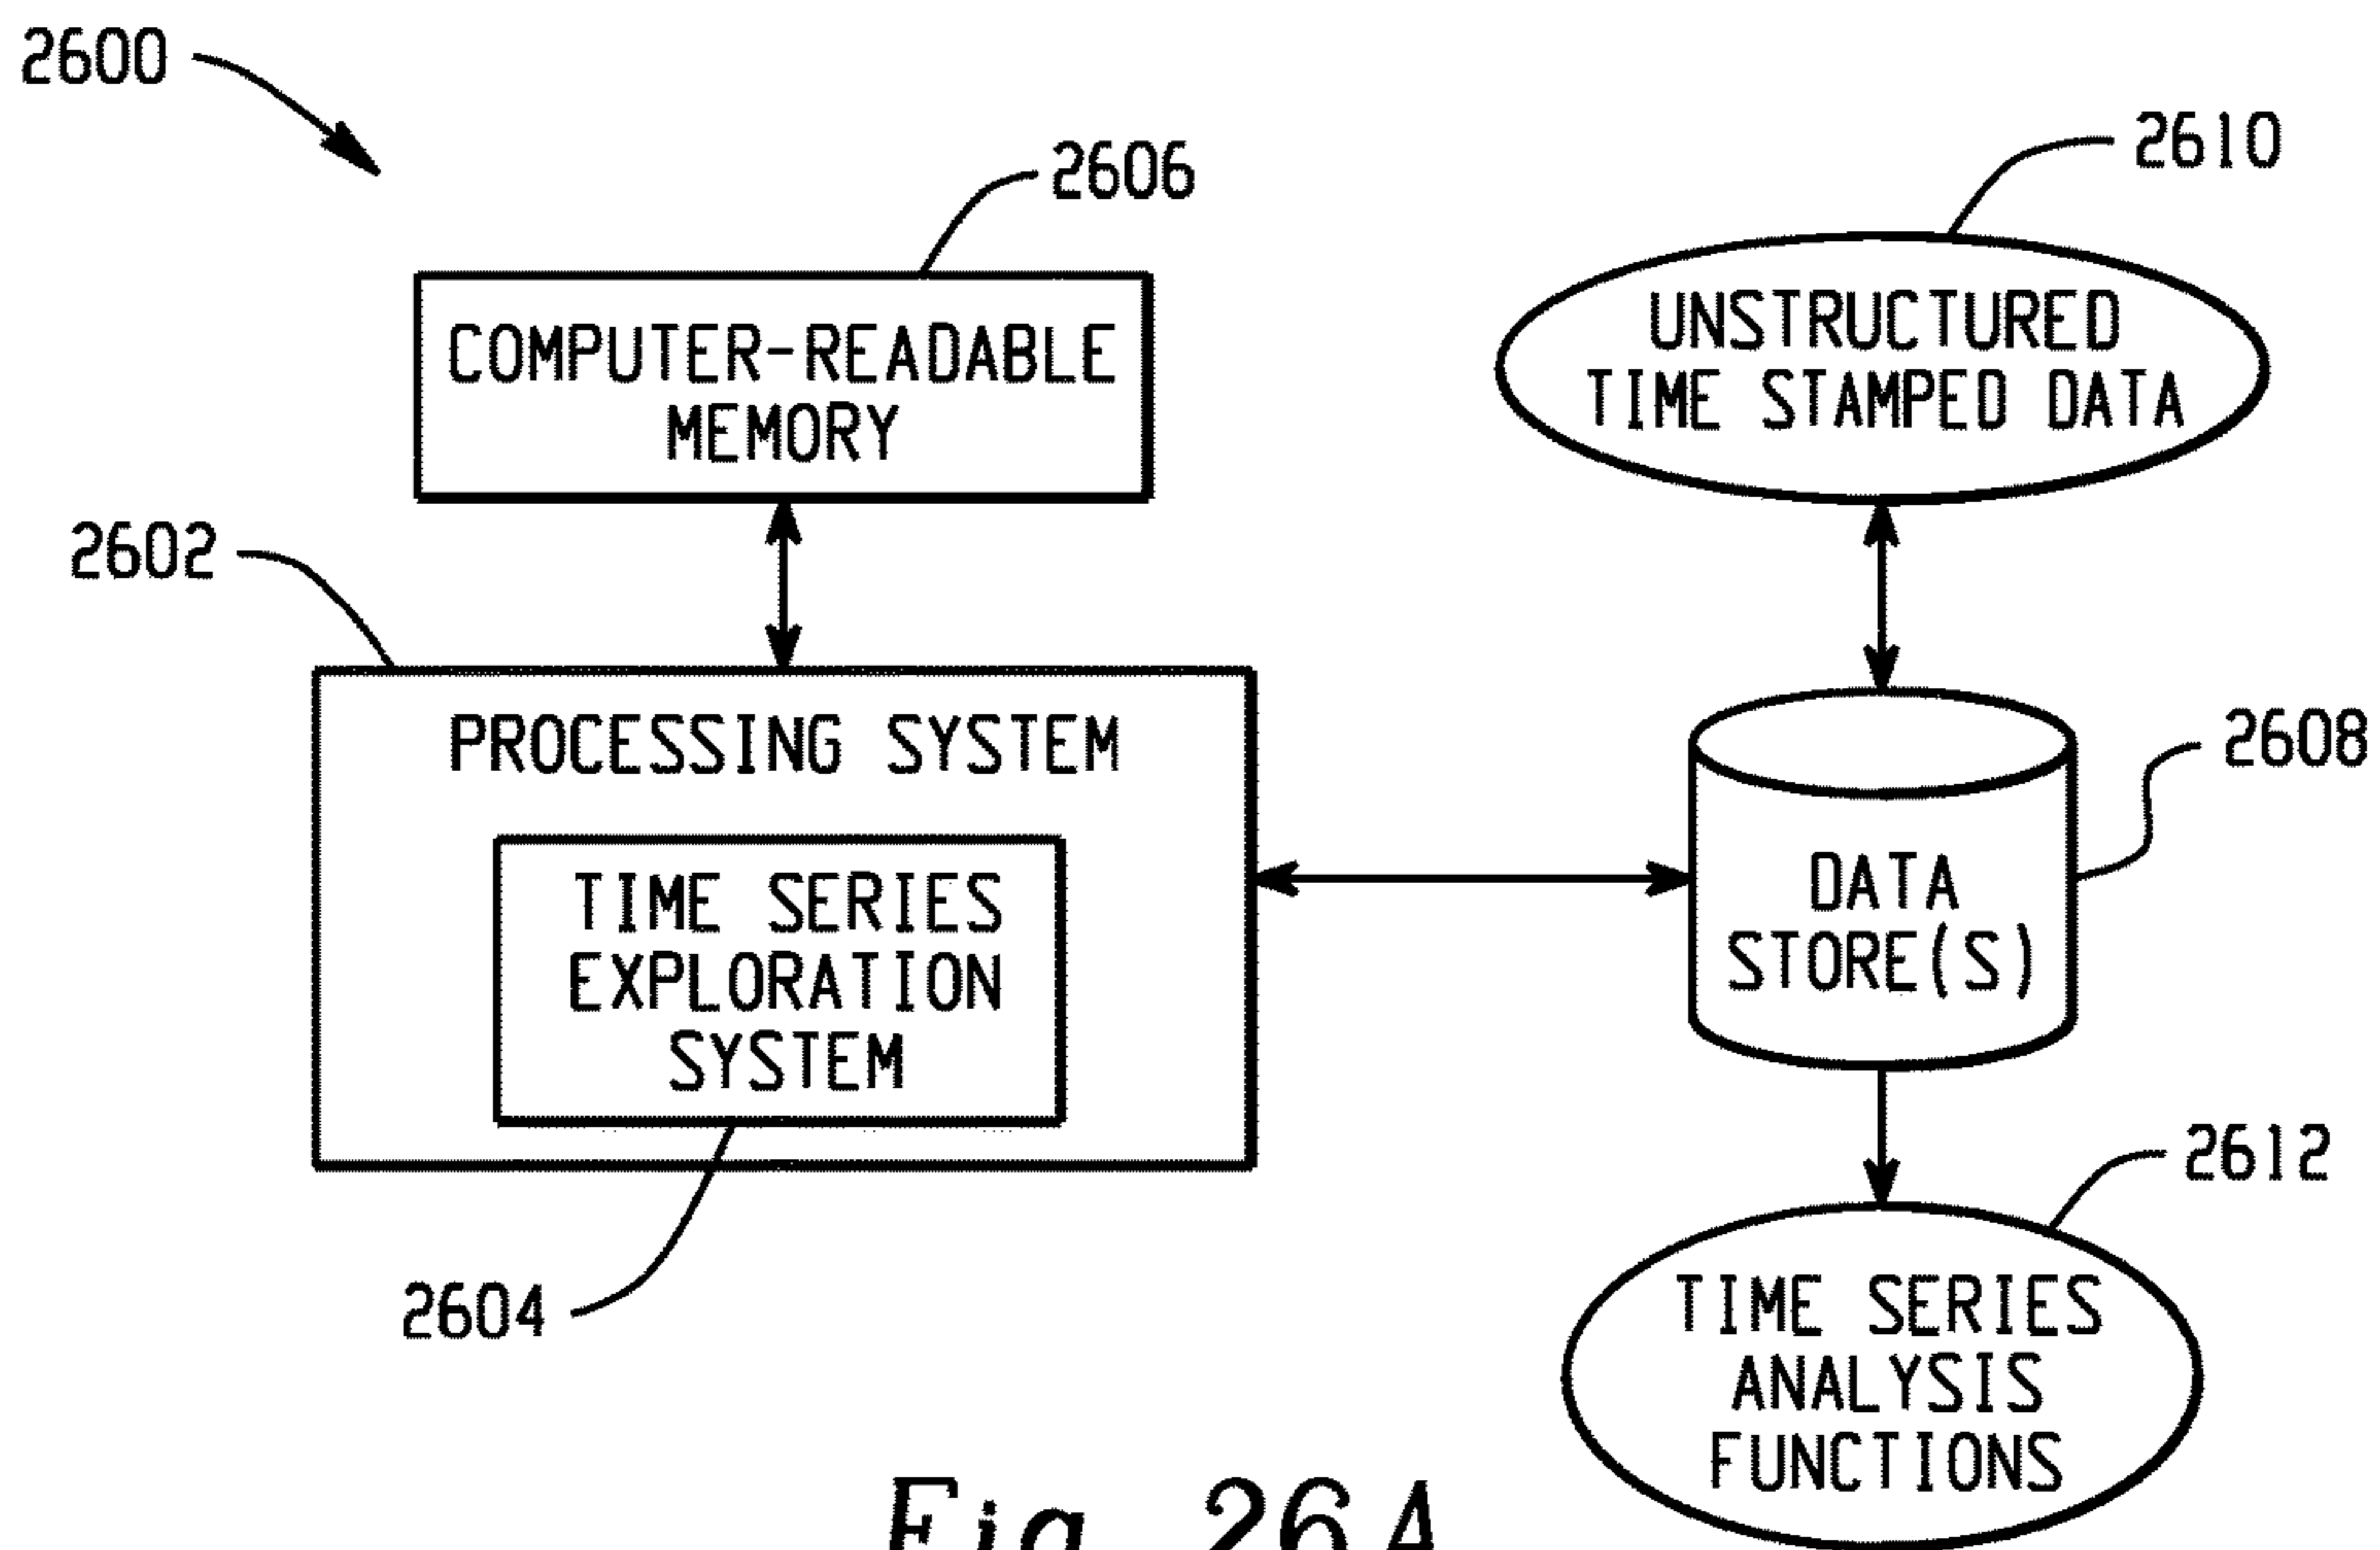 2600
2606
2610
COMPUTER-READABLE
MEMORY
UNSTRUCTURED
TIME STAMPED DATA
2602
PROCESSING SYSTEM
2608
TIME SERIES
EXPLORATION
SYSTEM
DATA
STORE(S)
2612
2604
TIME SERIES
ANALYSIS
FUNCTIONS
Fig. 26A